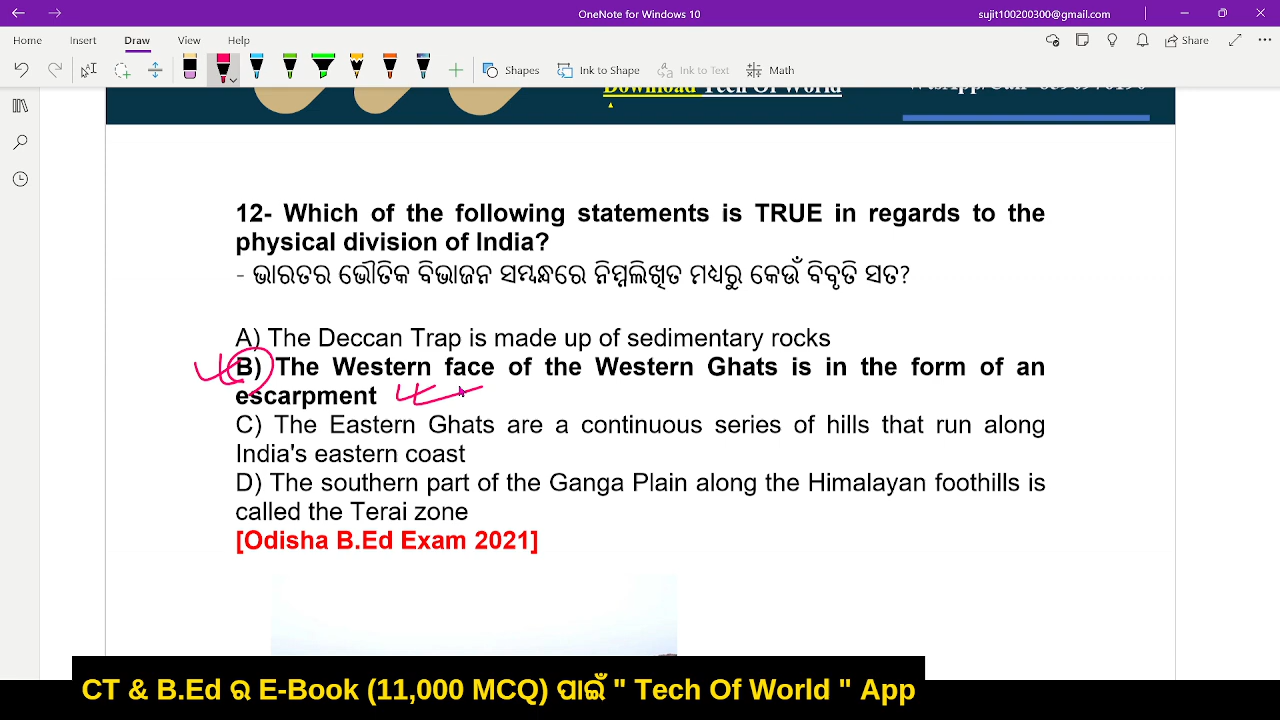 OneNote for Windows 10
sujit100200300@gmail.com
Home Insert Draw View Help
Share
Shapes Ink to Shape Ink to Text Math
Download Tech Of World
12- Which of the following statements is TRUE in regards to the
physical division of India?
- ଭାରତର ଭୌତିକ ବିଭାଜନ ସମ୍ବନ୍ଧରେ ନିମ୍ନଲିଖିତ ମଧ୍ୟରୁ କେଉଁ ବିବୃତି ସତ?
A) The Deccan Trap is made up of sedimentary rocks
B) The Western face of the Western Ghats is in the form of an
escarpment
C) The Eastern Ghats are a continuous series of hills that run along
India's eastern coast
D) The southern part of the Ganga Plain along the Himalayan foothills is
called the Terai zone
[Odisha B.Ed Exam 2021]
CT & B.Ed ର E-Book (11,000 MCQ) ପାଇଁ " Tech Of World " App